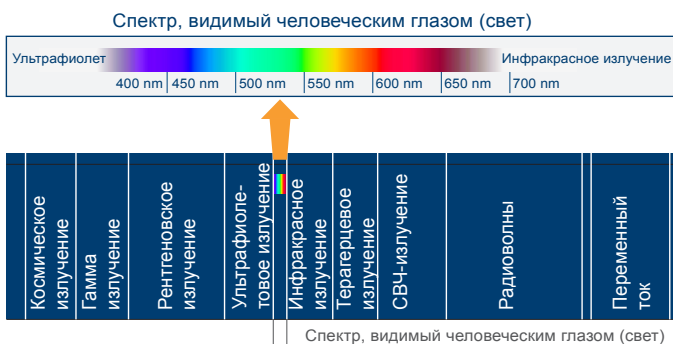 Спектр, видимый человеческим глазом (свет)
Ультрафиолет
Инфракрасное излучение
400 nm
450 nm
500 nm
550 nm
600 nm
650 nm
700 nm
Космическое
излучение
Гамма
излучение
Рентгеновское
излучение
Ультрафиоле-
товое излучение
Инфракрасное
излучение
Терагерцевое
излучение
СВЧ-излучение
Радиоволны
Переменный
ток
Спектр, видимый человеческим глазом (свет)